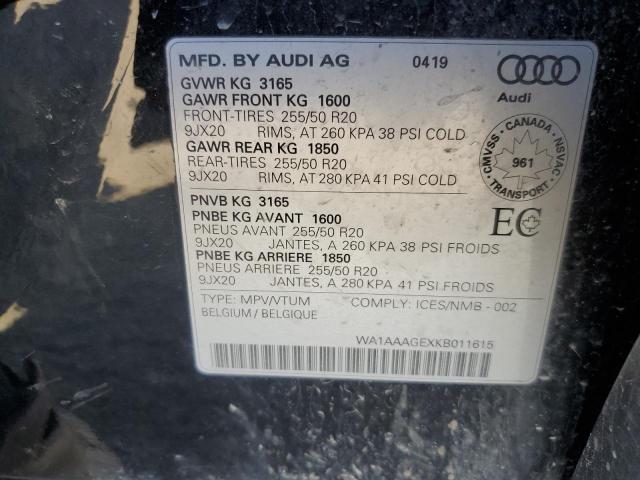 MFD. BY AUDI AG 0419
GVWR KG 3165
GAWR FRONT KG 1600
FRONT-TIRES 255/50 R20
9JX20 RIMS, AT 260 KPA 38 PSI COLD
GAWR REAR KG 1850
REAR-TIRES 255/50 R20
9JX20 RIMS, AT 280 KPA 41 PSI COLD
Audi
CMVSS - CANADA - NSVAC
961
TRANSPORT
PNVB KG 3165
PNBE KG AVANT 1600
PNEUS AVANT 255/50 R20
9JX20 JANTES, A 260 KPA 38 PSI FROIDS
PNBE KG ARRIERE 1850
PNEUS ARRIERE 255/50 R20
9JX20 JANTES, A 280 KPA 41 PSI FROIDS
EC
TYPE: MPV/VTUM COMPLY: ICES/NMB - 002
BELGIUM / BELGIQUE
WA1AAAGEXKB011615